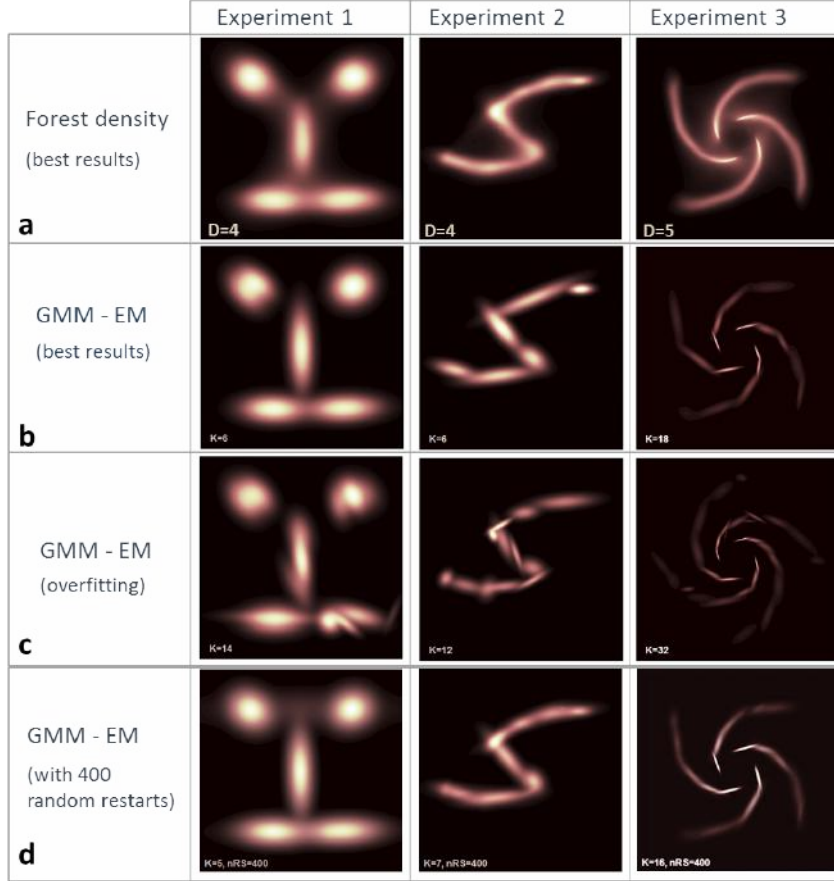 Experiment 1 Experiment 2 Experiment 3
Forest density
(best results)
a
D=4
D=4
D=5
GMM - EM
(best results)
b
K=6
K=6
K=18
GMM - EM
(overfitting)
c
K=14
K=12
K=32
GMM - EM
(with 400
random restarts)
d
K=5, nRS=400
K=7, nRS=400
K=16, nRS=400